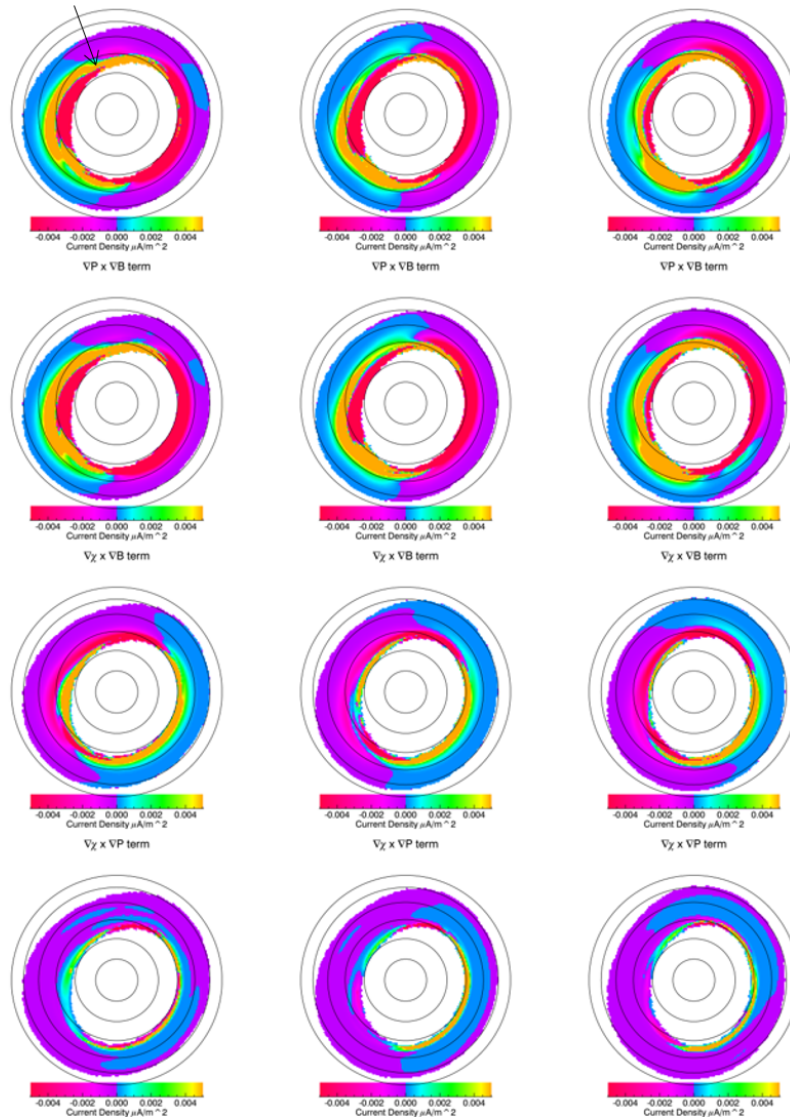 -0.004 -0.002 0.000 0.002 0.004 -0.004 -0.002 0.000 0.002 0.004 -0.004 -0.002 0.000 0.002 0.004
Current Density μA/m^2 Current Density μA/m^2 Current Density μA/m^2
∇P x ∇B term ∇P x ∇B term ∇P x ∇B term
-0.004 -0.002 0.000 0.002 0.004 -0.004 -0.002 0.000 0.002 0.004 -0.004 -0.002 0.000 0.002 0.004
Current Density μA/m^2 Current Density μA/m^2 Current Density μA/m^2
∇χ x ∇B term ∇χ x ∇B term ∇χ x ∇B term
-0.004 -0.002 0.000 0.002 0.004 -0.004 -0.002 0.000 0.002 0.004 -0.004 -0.002 0.000 0.002 0.004
Current Density μA/m^2 Current Density μA/m^2 Current Density μA/m^2
∇χ x ∇P term ∇χ x ∇P term ∇χ x ∇P term
-0.004 -0.002 0.000 0.002 0.004 -0.004 -0.002 0.000 0.002 0.004 -0.004 -0.002 0.000 0.002 0.004
Current Density μA/m^2 Current Density μA/m^2 Current Density μA/m^2